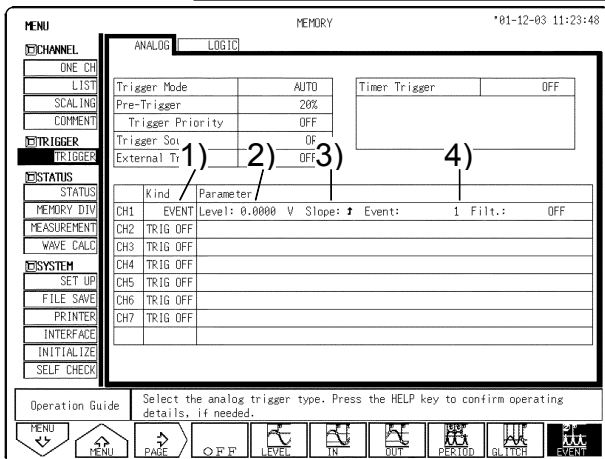 MENU MEMORY '01-12-03 11:23:48
CHANNEL
ONE CH
LIST
SCALING
COMMENT
TRIGGER
TRIGGER
STATUS
STATUS
MEMORY DIV
MEASUREMENT
WAVE CALC
SYSTEM
SET UP
FILE SAVE
PRINTER
INTERFACE
INITIALIZE
SELF CHECK
ANALOG LOGIC
Trigger Mode AUTO
Pre-Trigger 20%
Trigger Priority OFF
Trigger Sou OR
External Tr OFF
Timer Trigger OFF
1) 2) 3) 4)
Kind Parameter
CH1 EVENT Level: 0.0000 V Slope: ↑ Event: 1 Filt.: OFF
CH2 TRIG OFF
CH3 TRIG OFF
CH4 TRIG OFF
CH5 TRIG OFF
CH6 TRIG OFF
CH7 TRIG OFF
Operation Guide
Select the analog trigger type. Press the HELP key to confirm operating
details, if needed.
MENU MENU PAGE OFF LEVEL IN OUT PERIOD GLITCH EVENT